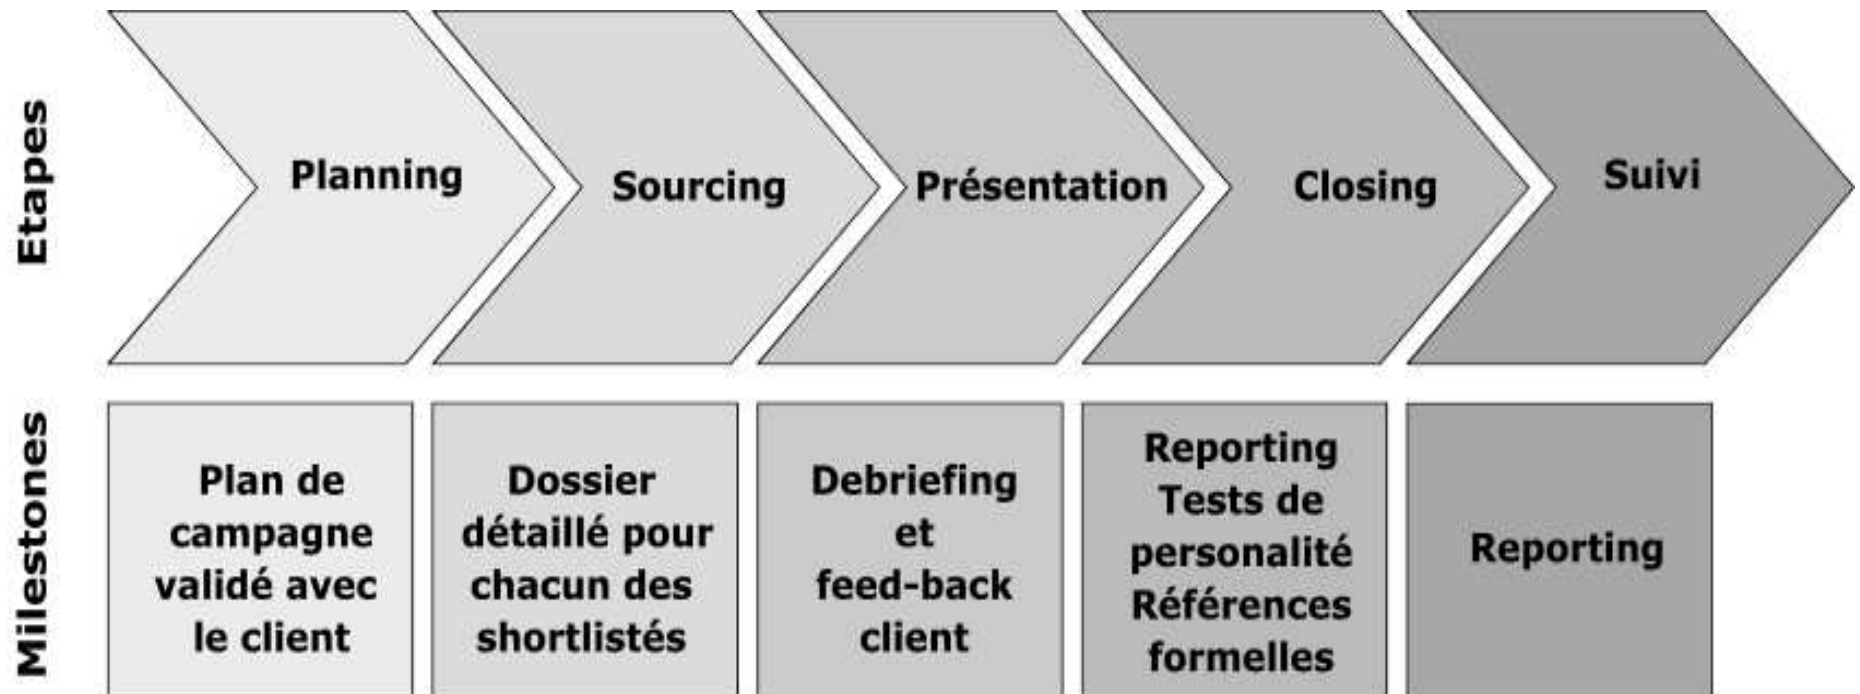 Etapes
Planning
Sourcing
Présentation
Closing
Suivi
Milestones
Plan de
campagne
validé avec
le client
Dossier
détaillé pour
chacun des
shortlistés
Debriefing
et
feed-back
client
Reporting
Tests de
personalité
Références
formelles
Reporting